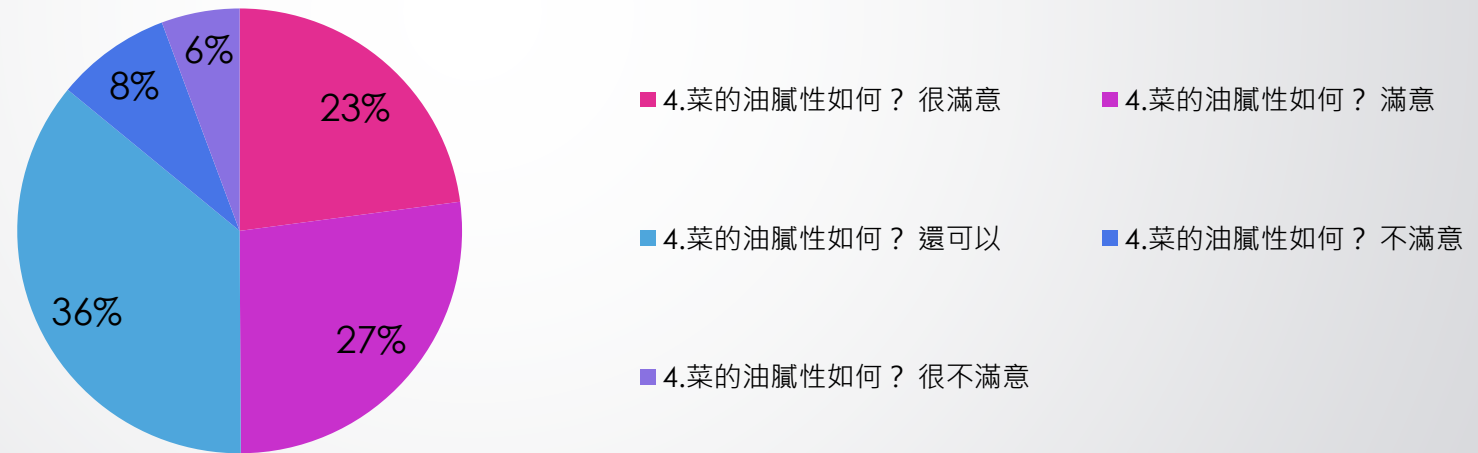 6%
8%
23%
36%
27%
4.菜的油膩性如何？ 很滿意
4.菜的油膩性如何？ 滿意
4.菜的油膩性如何？ 還可以
4.菜的油膩性如何？ 不滿意
4.菜的油膩性如何？ 很不滿意